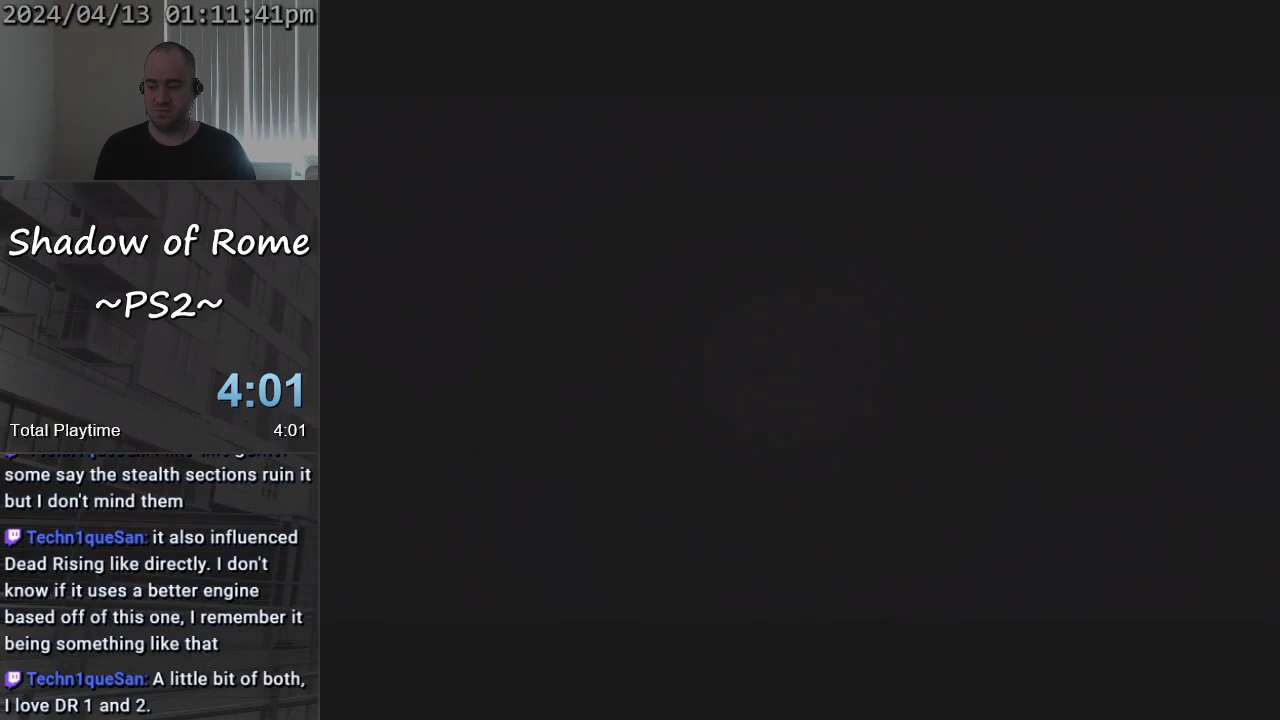 2024/04/13 01:11:41pm
Shadow of Rome
~PS2~
4:01
Total Playtime 4:01
some say the stealth sections ruin it
but I don't mind them
Techn1queSan: it also influenced
Dead Rising like directly. I don't
know if it uses a better engine
based off of this one, I remember it
being something like that
Techn1queSan: A little bit of both,
I love DR 1 and 2.